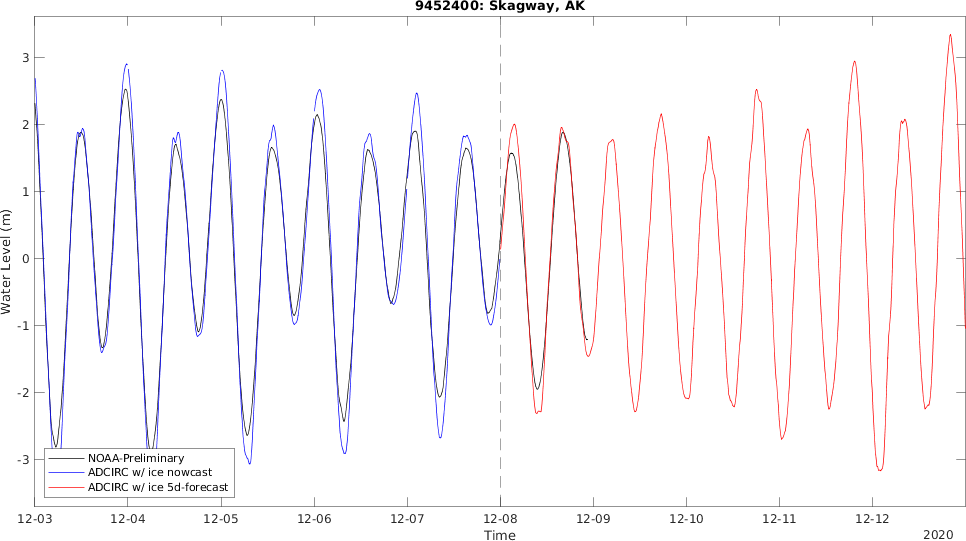 9452400: Skagway, AK
Water Level (m)
3
2
1
0
-1
-2
-3
NOAA-Preliminary
ADCIRC w/ ice nowcast
ADCIRC w/ ice 5d-forecast
12-03 12-04 12-05 12-06 12-07 12-08 12-09 12-10 12-11 12-12
Time
2020